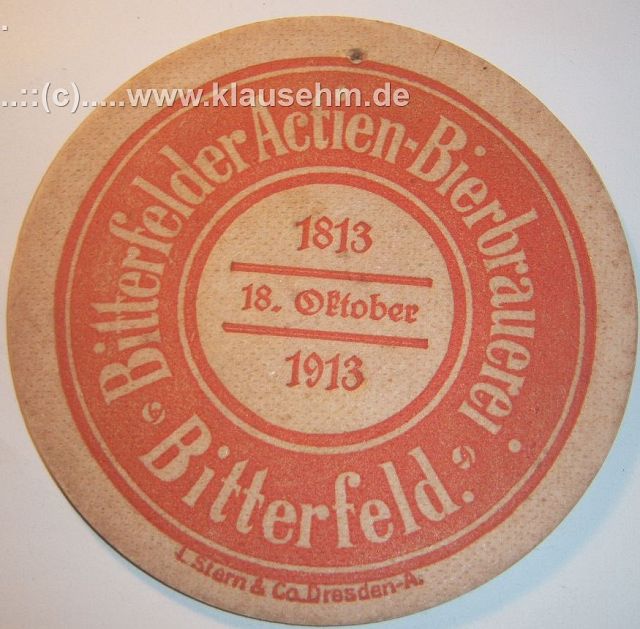 ..::(c).....www.klausehm.de
Bitterfelder Actien-Bierbrauerei
1813
18. Oktober
1913
Bitterfeld.
J. Stern & Co. Dresden-A.